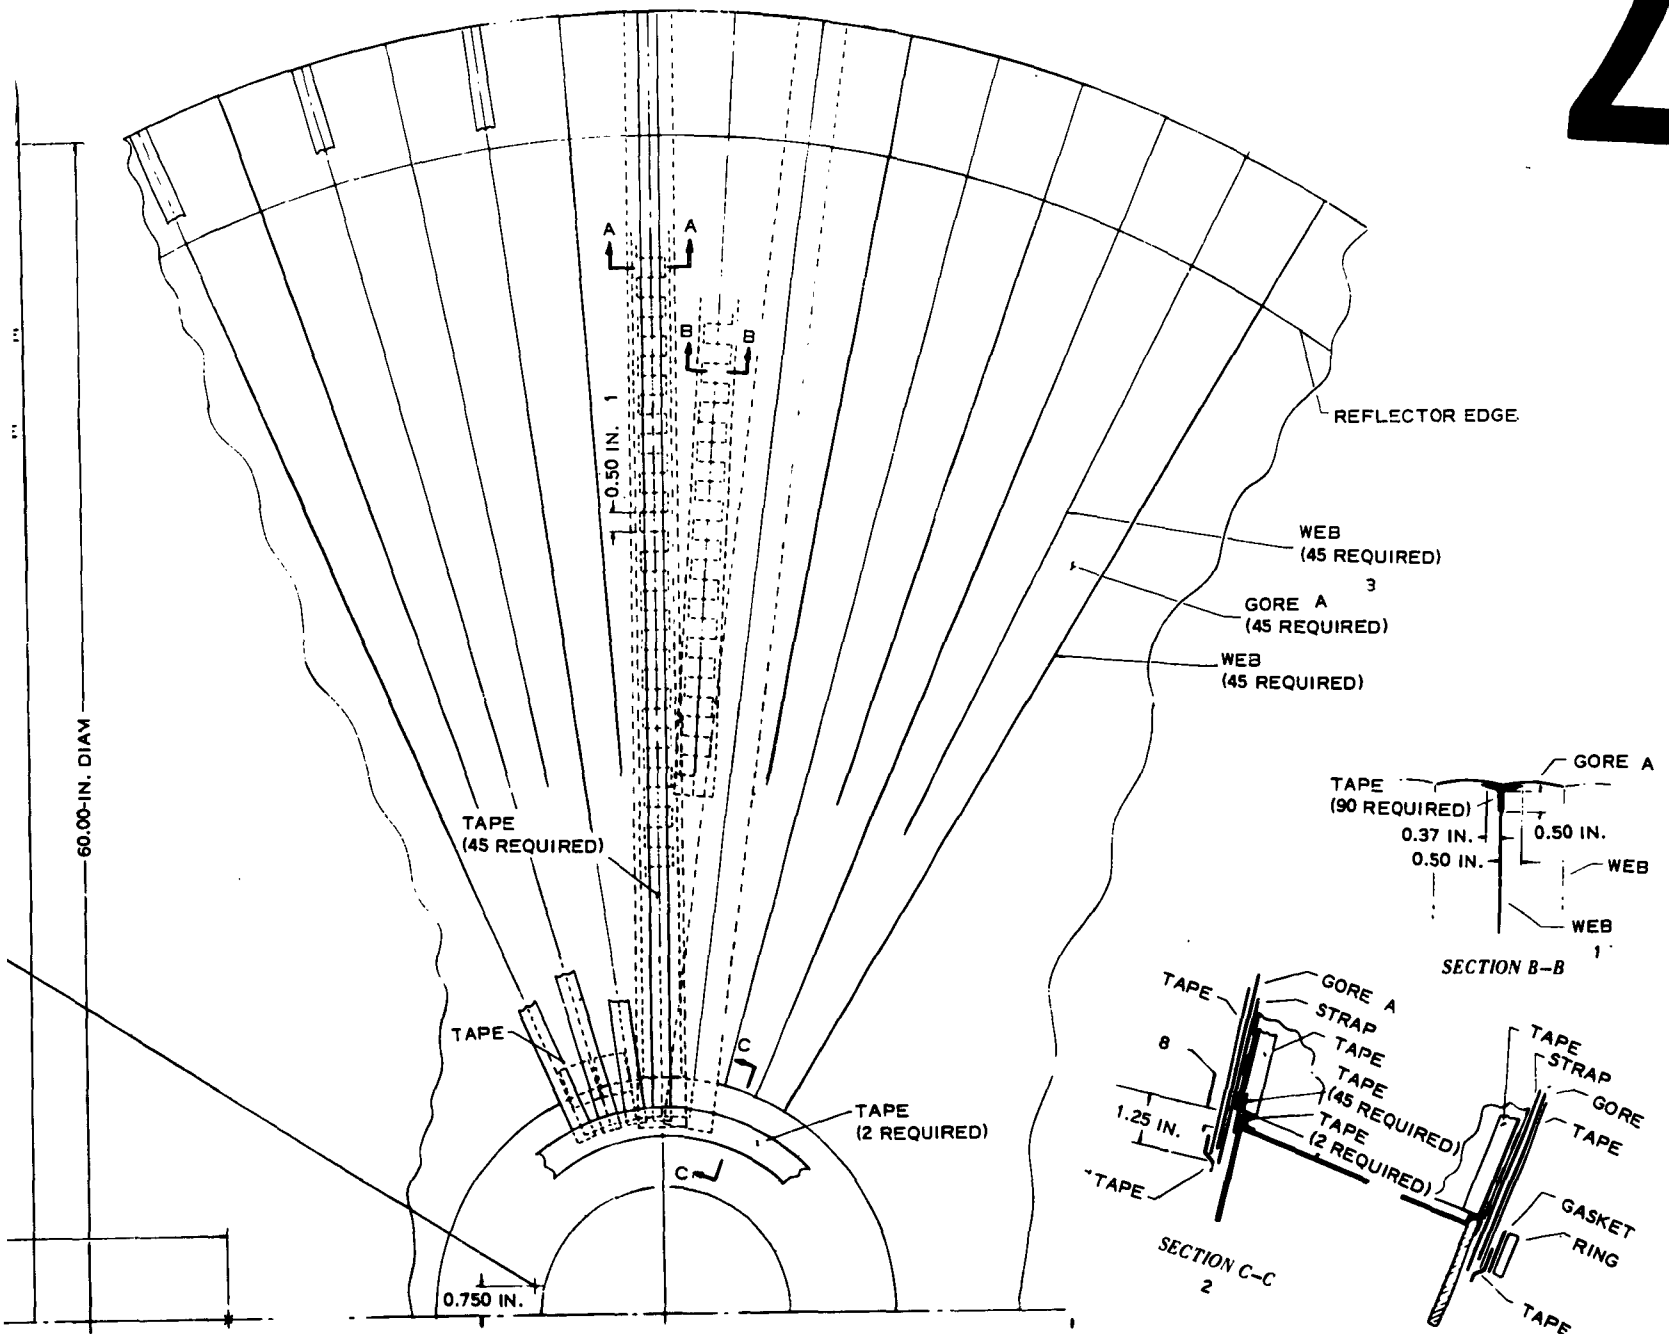 A A
B B
0.50 IN. 1
REFLECTOR EDGE
WEB
(45 REQUIRED)
3
GORE A
(45 REQUIRED)
WEB
(45 REQUIRED)
60.00-IN. DIAM
TAPE
(45 REQUIRED)
TAPE
C
TAPE
(2 REQUIRED)
C
0.750 IN.
GORE A
TAPE
(90 REQUIRED)
0.37 IN.
0.50 IN.
0.50 IN.
WEB
WEB
1
SECTION B–B
TAPE
GORE A
STRAP
TAPE
TAPE
(45 REQUIRED)
TAPE
(2 REQUIRED)
8
1.25 IN.
TAPE
SECTION C–C
2
TAPE
STRAP
GORE
TAPE
GASKET
RING
TAPE